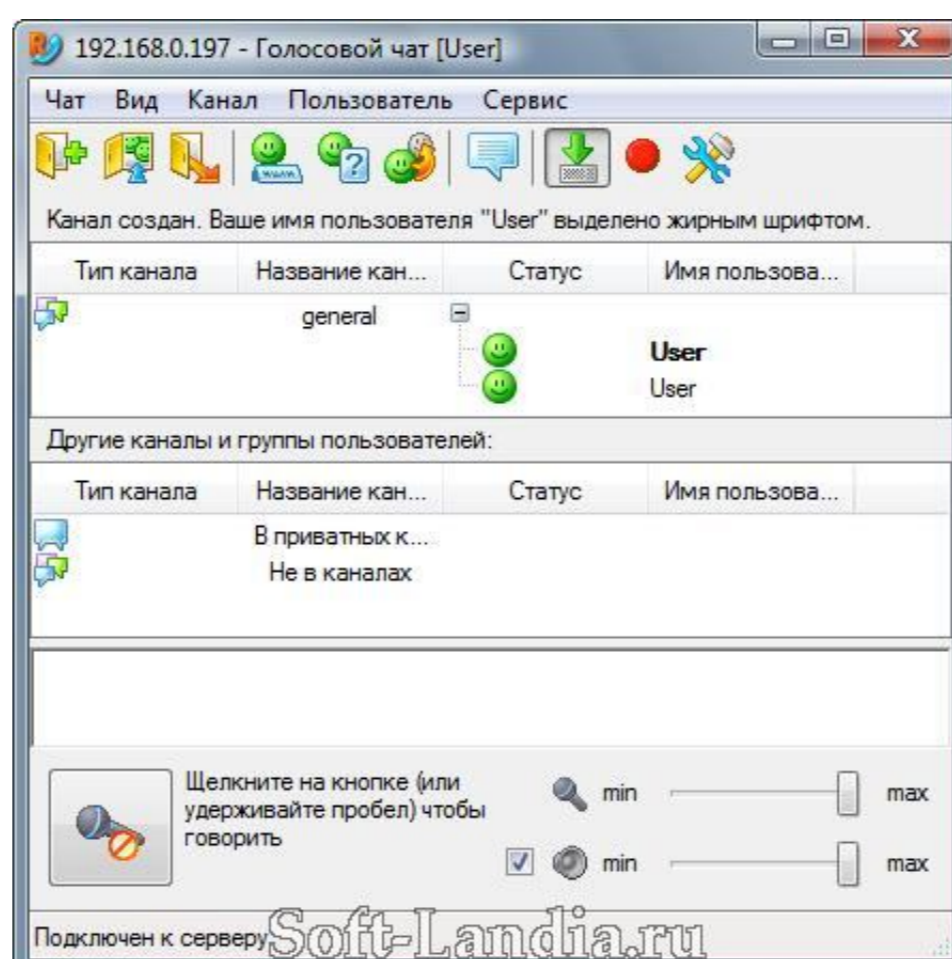 192.168.0.197 - Голосовой чат [User]
Чат Вид Канал Пользователь Сервис
www
Канал создан. Ваше имя пользователя "User" выделено жирным шрифтом.
Тип канала Название кан... Статус Имя пользова...
general
User
User
Другие каналы и группы пользователей:
Тип канала Название кан... Статус Имя пользова...
В приватных к...
Не в каналах
Щелкните на кнопке (или
удерживайте пробел) чтобы
говорить
min max
min max
Подключен к серверу
Soft-Landia.ru